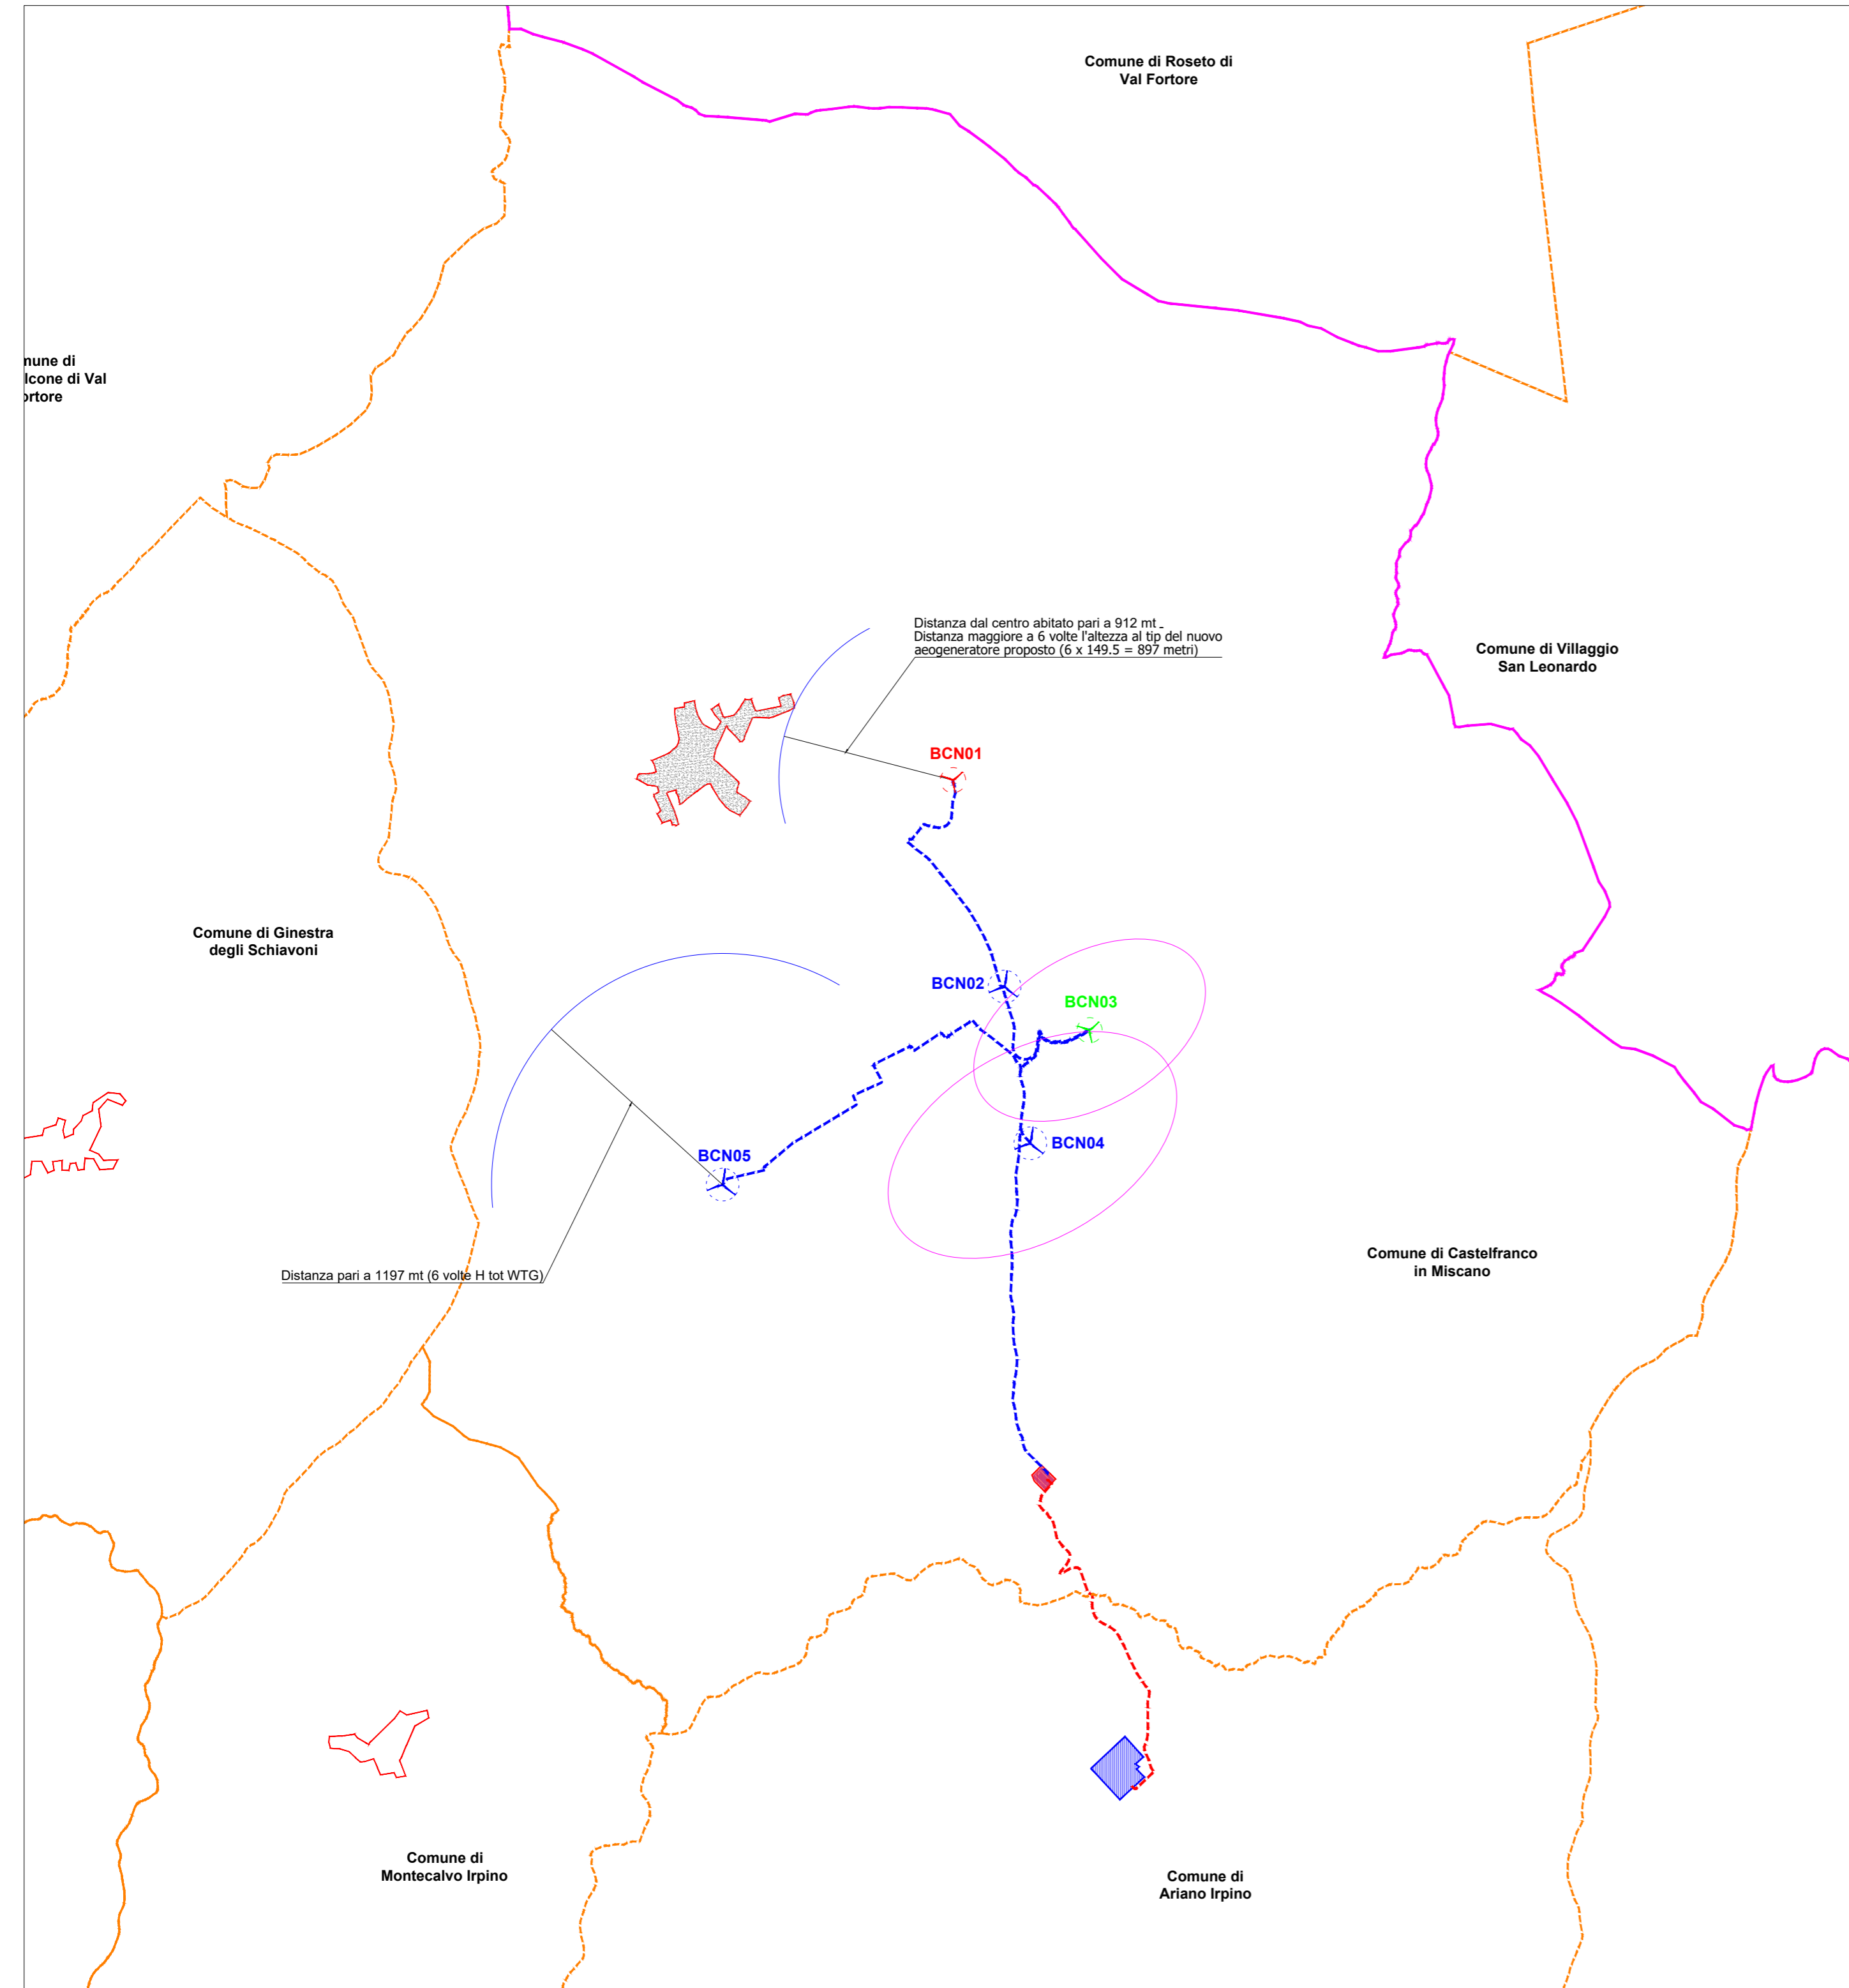 Comune di Roseto di
Val Fortore
mune di
lcone di Val
ortore
Distanza dal centro abitato pari a 912 mt -
Distanza maggiore a 6 volte l'altezza al tip del nuovo
aeogeneratore proposto (6 x 149.5 = 897 metri)
Comune di Villaggio
San Leonardo
BCN01
Comune di Ginestra
degli Schiavoni
BCN02
BCN03
BCN04
BCN05
Comune di Castelfranco
in Miscano
Distanza pari a 1197 mt (6 volte H tot WTG)
Comune di
Montecalvo Irpino
Comune di
Ariano Irpino